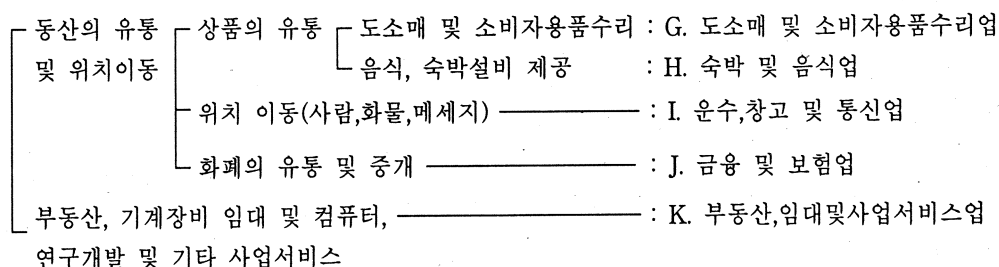 동산의 유통 상품의 유통 도소매 및 소비자용품수리 : G. 도소매 및 소비자용품수리업
및 위치이동 음식, 숙박설비 제공 : H. 숙박 및 음식업
위치 이동(사람,화물,메세지) : I. 운수,창고 및 통신업
화폐의 유통 및 중개 : J. 금융 및 보험업
부동산, 기계장비 임대 및 컴퓨터, : K. 부동산,임대및사업서비스업
연구개발 및 기타 사업서비스